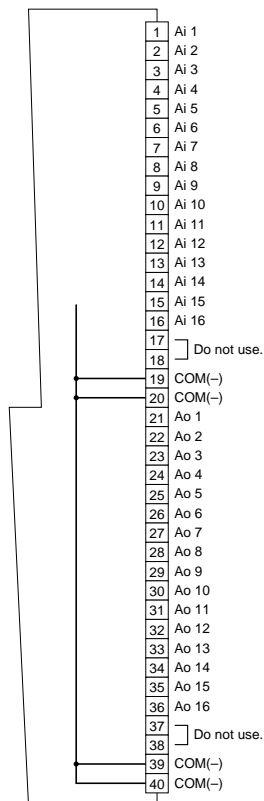 1 Ai 1
2 Ai 2
3 Ai 3
4 Ai 4
5 Ai 5
6 Ai 6
7 Ai 7
8 Ai 8
9 Ai 9
10 Ai 10
11 Ai 11
12 Ai 12
13 Ai 13
14 Ai 14
15 Ai 15
16 Ai 16
17
Do not use.
18
19 COM(–)
20 COM(–)
21 Ao 1
22 Ao 2
23 Ao 3
24 Ao 4
25 Ao 5
26 Ao 6
27 Ao 7
28 Ao 8
29 Ao 9
30 Ao 10
31 Ao 11
32 Ao 12
33 Ao 13
34 Ao 14
35 Ao 15
36 Ao 16
37
Do not use.
38
39 COM(–)
40 COM(–)